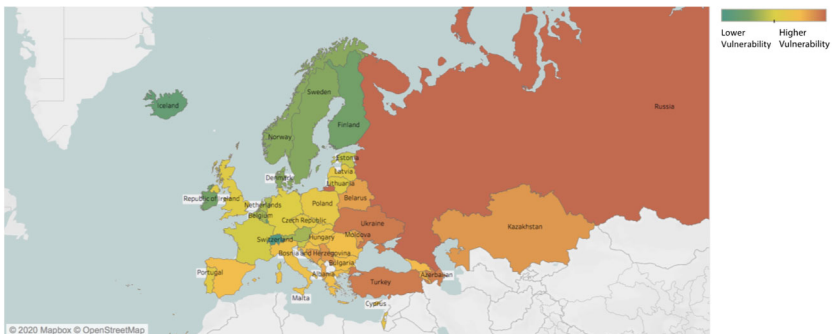 Lower Vulnerability
Higher Vulnerability
Iceland
Sweden
Russia
Finland
Norway
Estonia
Latvia
Denmark
Lithuania
Republic of Ireland
Netherlands
Belarus
Poland
Belgium
Czech Republic
Ukraine
Kazakhstan
Switzerland
Hungary
Moldova
Bosnia and Herzegovina
Bulgaria
Portugal
Albania
Azerbaijan
Turkey
Malta
Cyprus
© 2020 Mapbox © OpenStreetMap